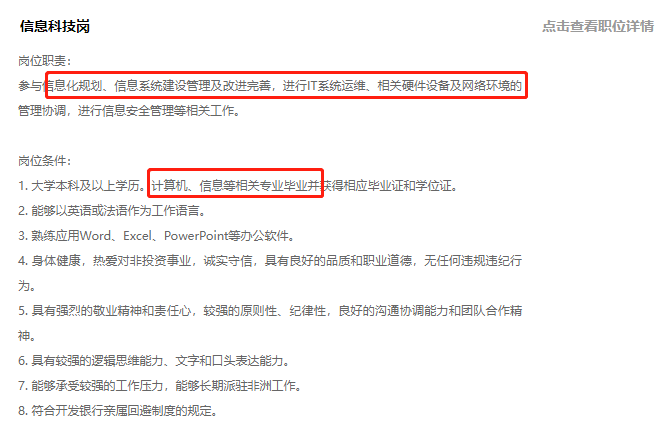 信息科技岗 点击查看职位详情
岗位职责：
参与信息化规划、信息系统建设管理及改进完善，进行IT系统运维、相关硬件设备及网络环境的
管理协调，进行信息安全管理等相关工作。
岗位条件：
1. 大学本科及以上学历。计算机、信息等相关专业毕业并获得相应毕业证和学位证。
2. 能够以英语或法语作为工作语言。
3. 熟练应用Word、Excel、PowerPoint等办公软件。
4. 身体健康，热爱对非投资事业，诚实守信，具有良好的品质和职业道德，无任何违规违纪行
为。
5. 具有强烈的敬业精神和责任心，较强的原则性、纪律性，良好的沟通协调能力和团队合作精
神。
6. 具有较强的逻辑思维能力、文字和口头表达能力。
7. 能够承受较强的工作压力，能够长期派驻非洲工作。
8. 符合开发银行亲属回避制度的规定。